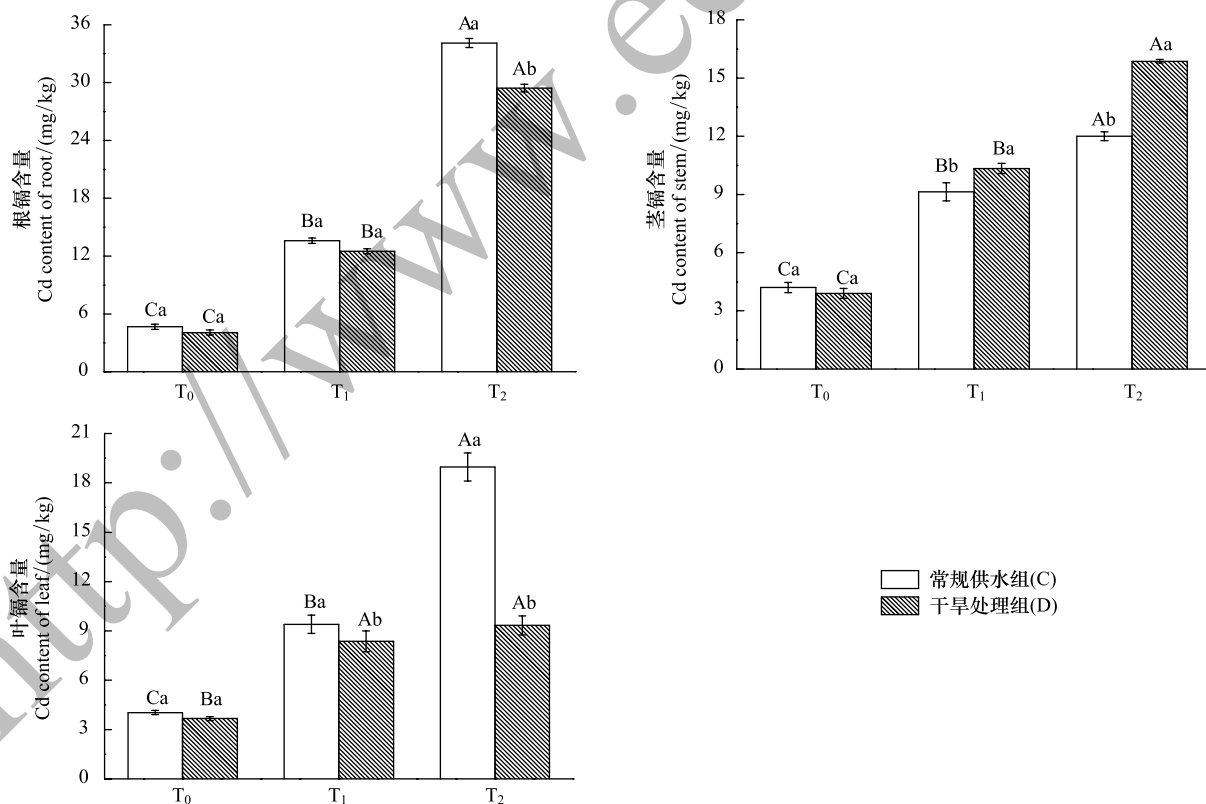 根镉含量
Cd content of root/(mg/kg)
36
30
24
18
12
6
0
Ca
Ca
Ba
Ba
Aa
Ab
T₀
T₁
T₂
茎镉含量
Cd content of stem/(mg/kg)
18
15
12
9
6
3
0
Ca
Ca
Bb
Ba
Ab
Aa
T₀
T₁
T₂
叶镉含量
Cd content of leaf/(mg/kg)
21
18
15
12
9
6
3
0
Ca
Ba
Ba
Ab
Aa
Ab
T₀
T₁
T₂
常规供水组(C)
干旱处理组(D)
http://www.e